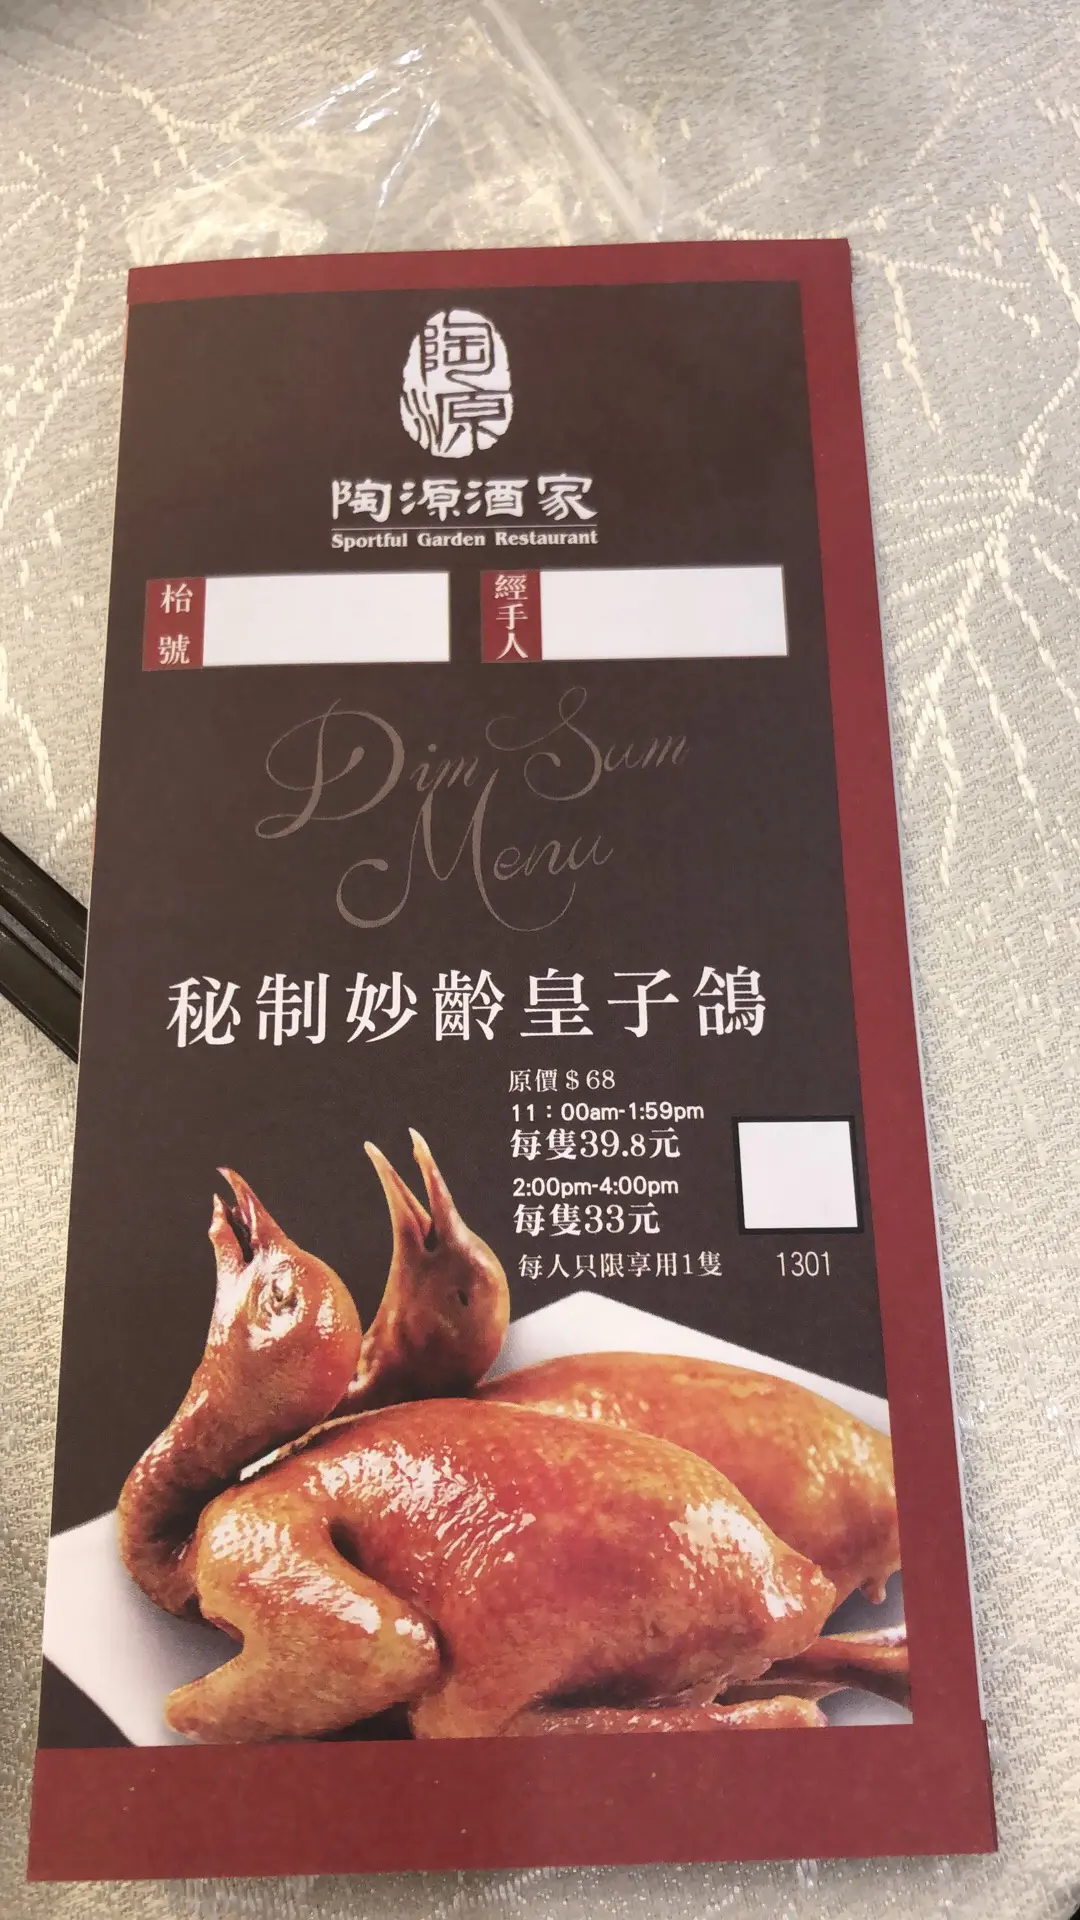 陶源
陶源酒家
Sportful Garden Restaurant
枱號
經手人
Dim Sum
Menu
秘制妙齡皇子鴿
原價＄68
11：00am-1:59pm
每隻39.8元
2:00pm-4:00pm
每隻33元
每人只限享用1隻
1301